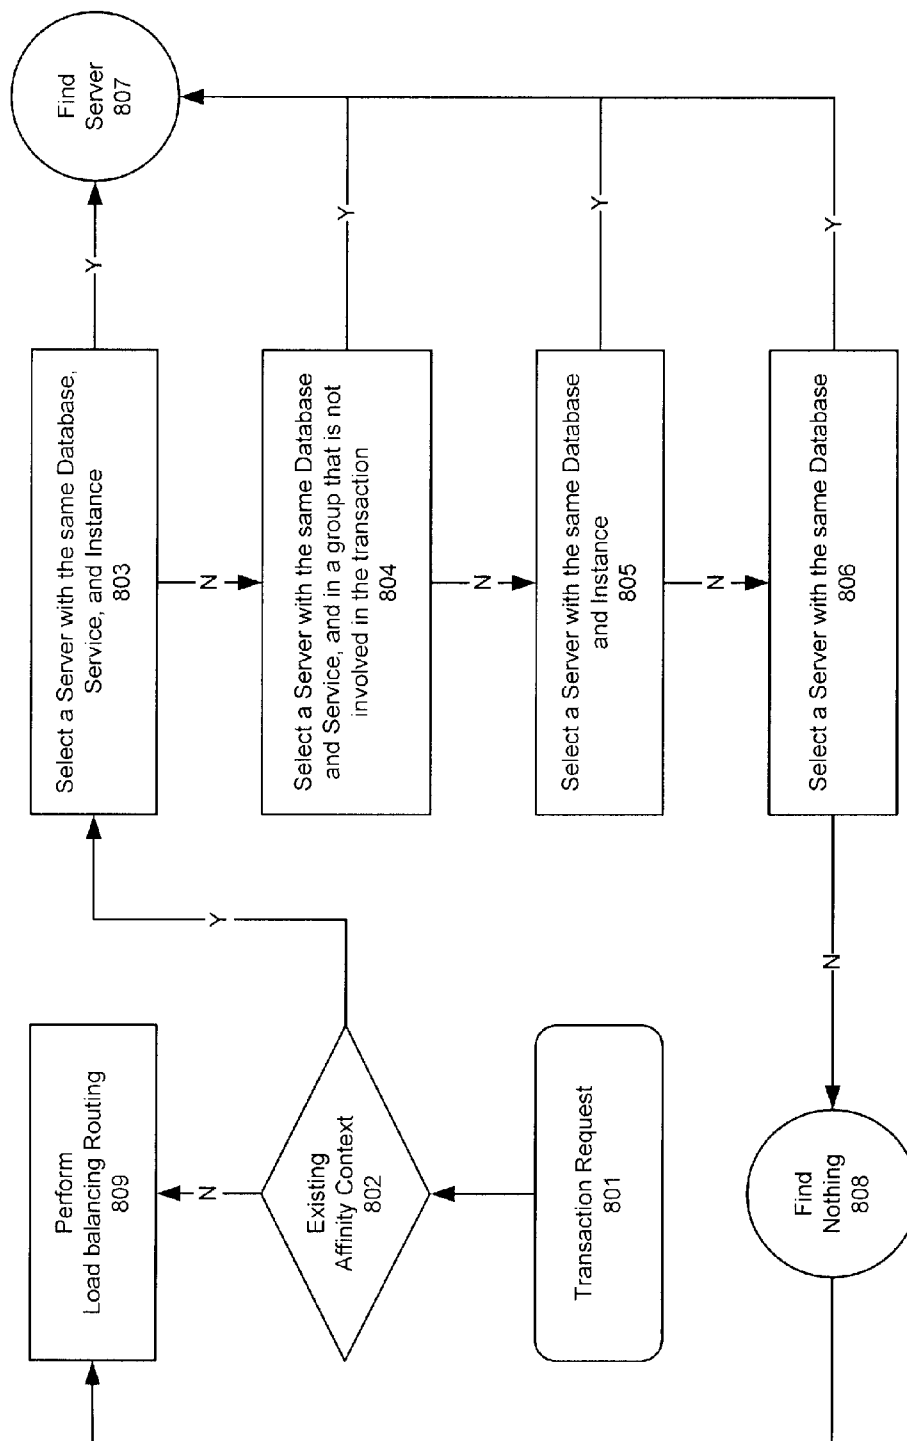 Transaction Request
801
Existing
Affinity Context
802
N
Perform
Load balancing Routing
809
Y
Select a Server with the same Database,
Service, and Instance
803
Y
Find
Server
807
N
Select a Server with the same Database
and Service, and in a group that is not
involved in the transaction
804
Y
N
Select a Server with the same Database
and Instance
805
Y
N
Select a Server with the same Database
806
Y
N
Find
Nothing
808